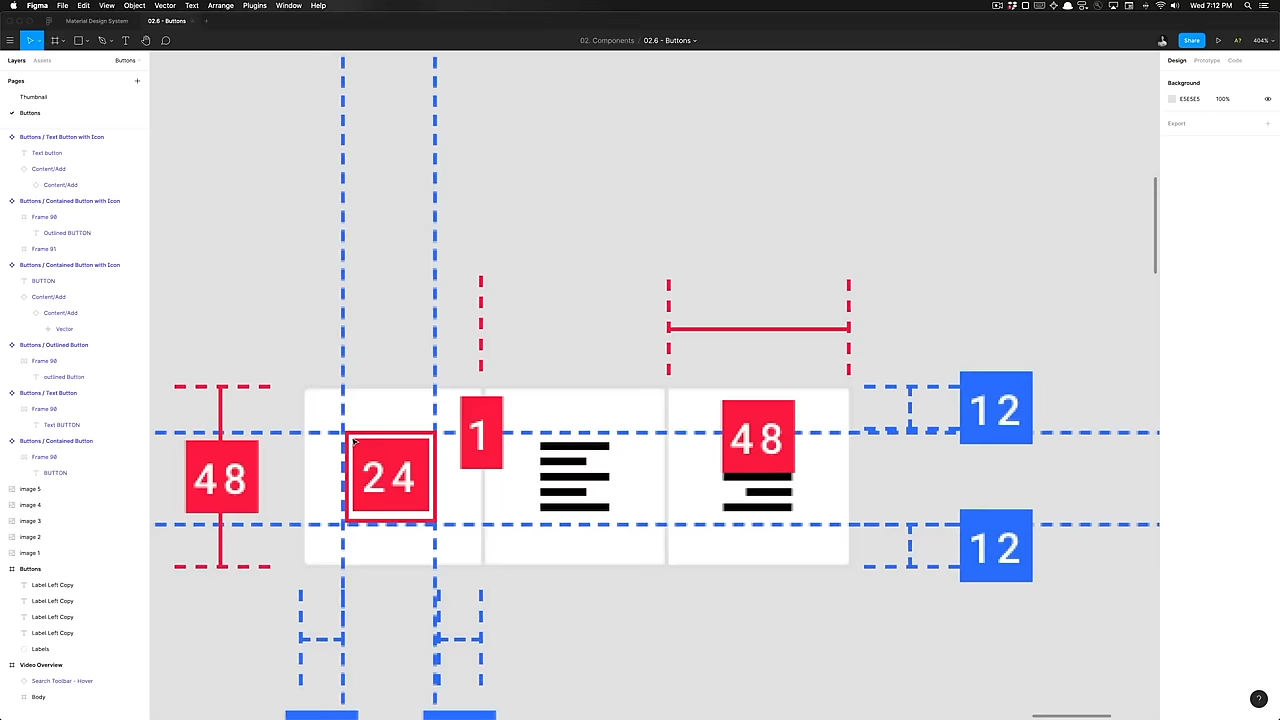 Figma File Edit View Object Vector Text Arrange Plugins Window Help Wed 7:12 PM
Material Design System 02.6 - Buttons
02. Components / 02.6 - Buttons Share A? 404%
Layers Assets Buttons
Pages
Thumbnail
Buttons
Buttons / Text Button with Icon
Text button
Content/Add
Content/Add
Buttons / Contained Button with Icon
Frame 90
Outlined BUTTON
Frame 91
Buttons / Contained Button with Icon
BUTTON
Content/Add
Content/Add
Vector
Buttons / Outlined Button
Frame 90
outlined Button
Buttons / Text Button
Frame 90
Text BUTTON
Buttons / Contained Button
Frame 90
BUTTON
image 5
image 4
image 3
image 2
image 1
Buttons
Label Left Copy
Label Left Copy
Label Left Copy
Label Left Copy
Labels
Video Overview
Search Toolbar - Hover
Body
48
24
1
48
12
12
Design Prototype Code
Background
E5E5E5 100%
Export
?